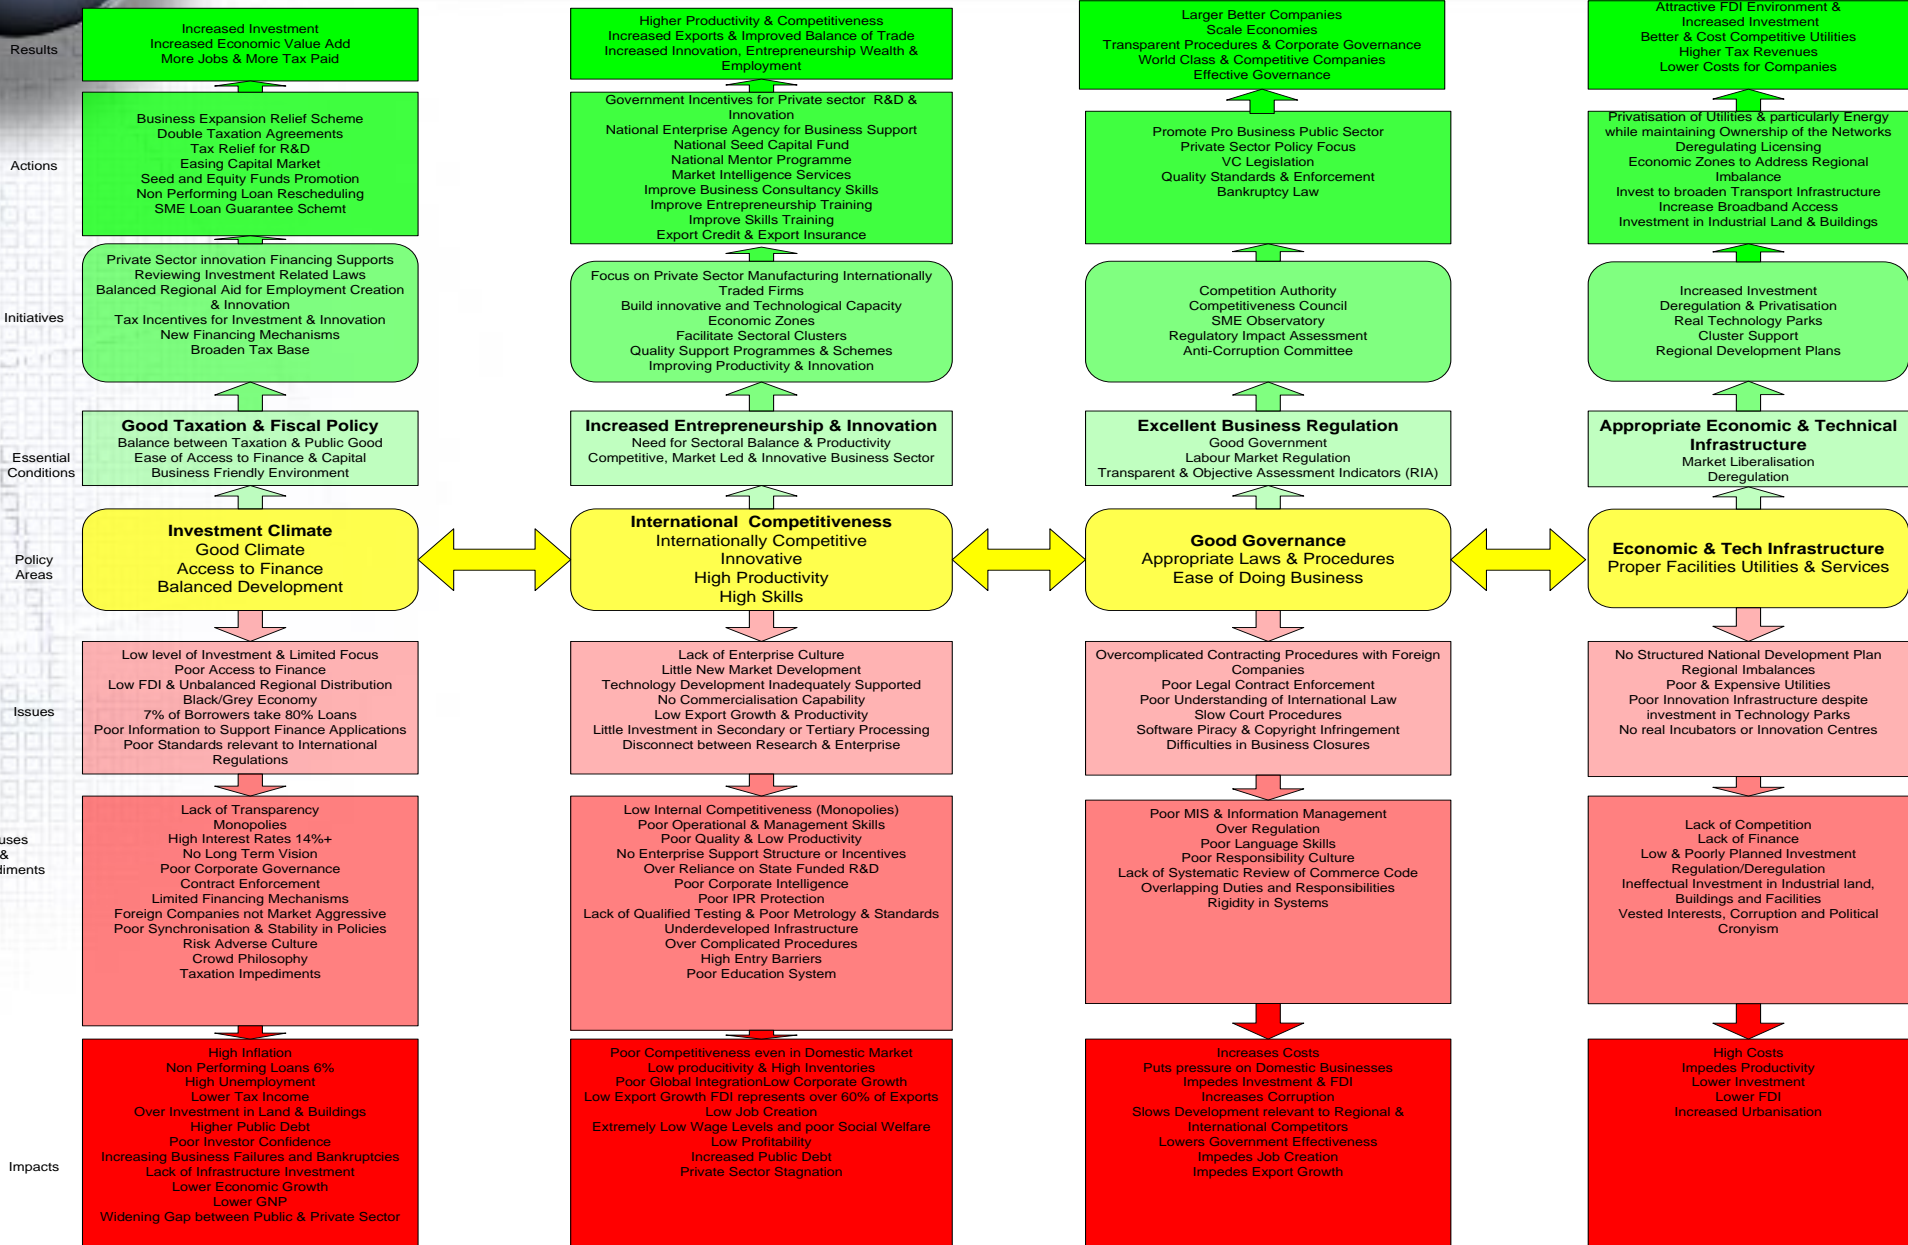 Results
Increased Investment
Increased Economic Value Add
More Jobs & More Tax Paid
Higher Productivity & Competitiveness
Increased Exports & Improved Balance of Trade
Increased Innovation, Entrepreneurship Wealth &
Employment
Larger Better Companies
Scale Economies
Transparent Procedures & Corporate Governance
World Class & Competitive Companies
Effective Governance
Attractive FDI Environment &
Increased Investment
Better & Cost Competitive Utilities
Higher Tax Revenues
Lower Costs for Companies
Actions
Business Expansion Relief Scheme
Double Taxation Agreements
Tax Relief for R&D
Easing Capital Market
Seed and Equity Funds Promotion
Non Performing Loan Rescheduling
SME Loan Guarantee Schemt
Government Incentives for Private sector R&D &
Innovation
National Enterprise Agency for Business Support
National Seed Capital Fund
National Mentor Programme
Market Intelligence Services
Improve Business Consultancy Skills
Improve Entrepreneurship Training
Improve Skills Training
Export Credit & Export Insurance
Promote Pro Business Public Sector
Private Sector Policy Focus
VC Legislation
Quality Standards & Enforcement
Bankruptcy Law
Privatisation of Utilities & particularly Energy
while maintaining Ownership of the Networks
Deregulating Licensing
Economic Zones to Address Regional
Imbalance
Invest to broaden Transport Infrastructure
Increase Broadband Access
Investment in Industrial Land & Buildings
Initiatives
Private Sector innovation Financing Supports
Reviewing Investment Related Laws
Balanced Regional Aid for Employment Creation
& Innovation
Tax Incentives for Investment & Innovation
New Financing Mechanisms
Broaden Tax Base
Focus on Private Sector Manufacturing Internationally
Traded Firms
Build innovative and Technological Capacity
Economic Zones
Facilitate Sectoral Clusters
Quality Support Programmes & Schemes
Improving Productivity & Innovation
Competition Authority
Competitiveness Council
SME Observatory
Regulatory Impact Assessment
Anti-Corruption Committee
Increased Investment
Deregulation & Privatisation
Real Technology Parks
Cluster Support
Regional Development Plans
Essential
Conditions
Good Taxation & Fiscal Policy
Balance between Taxation & Public Good
Ease of Access to Finance & Capital
Business Friendly Environment
Increased Entrepreneurship & Innovation
Need for Sectoral Balance & Productivity
Competitive, Market Led & Innovative Business Sector
Excellent Business Regulation
Good Government
Labour Market Regulation
Transparent & Objective Assessment Indicators (RIA)
Appropriate Economic & Technical
Infrastructure
Market Liberalisation
Deregulation
Policy
Areas
Investment Climate
Good Climate
Access to Finance
Balanced Development
International Competitiveness
Internationally Competitive
Innovative
High Productivity
High Skills
Good Governance
Appropriate Laws & Procedures
Ease of Doing Business
Economic & Tech Infrastructure
Proper Facilities Utilities & Services
Issues
Low level of Investment & Limited Focus
Poor Access to Finance
Low FDI & Unbalanced Regional Distribution
Black/Grey Economy
7% of Borrowers take 80% Loans
Poor Information to Support Finance Applications
Poor Standards relevant to International
Regulations
Lack of Enterprise Culture
Little New Market Development
Technology Development Inadequately Supported
No Commercialisation Capability
Low Export Growth & Productivity
Little Investment in Secondary or Tertiary Processing
Disconnect between Research & Enterprise
Overcomplicated Contracting Procedures with Foreign
Companies
Poor Legal Contract Enforcement
Poor Understanding of International Law
Slow Court Procedures
Software Piracy & Copyright Infringement
Difficulties in Business Closures
No Structured National Development Plan
Regional Imbalances
Poor & Expensive Utilities
Poor Innovation Infrastructure despite
investment in Technology Parks
No real Incubators or Innovation Centres
uses
&
diments
Lack of Transparency
Monopolies
High Interest Rates 14%+
No Long Term Vision
Poor Corporate Governance
Contract Enforcement
Limited Financing Mechanisms
Foreign Companies not Market Aggressive
Poor Synchronisation & Stability in Policies
Risk Adverse Culture
Crowd Philosophy
Taxation Impediments
Low Internal Competitiveness (Monopolies)
Poor Operational & Management Skills
Poor Quality & Low Productivity
No Enterprise Support Structure or Incentives
Over Reliance on State Funded R&D
Poor Corporate Intelligence
Poor IPR Protection
Lack of Qualified Testing & Poor Metrology & Standards
Underdeveloped Infrastructure
Over Complicated Procedures
High Entry Barriers
Poor Education System
Poor MIS & Information Management
Over Regulation
Poor Language Skills
Poor Responsibility Culture
Lack of Systematic Review of Commerce Code
Overlapping Duties and Responsibilities
Rigidity in Systems
Lack of Competition
Lack of Finance
Low & Poorly Planned Investment
Regulation/Deregulation
Ineffectual Investment in Industrial land,
Buildings and Facilities
Vested Interests, Corruption and Political
Cronyism
Impacts
High Inflation
Non Performing Loans 6%
High Unemployment
Lower Tax Income
Over Investment in Land & Buildings
Higher Public Debt
Poor Investor Confidence
Increasing Business Failures and Bankruptcies
Lack of Infrastructure Investment
Lower Economic Growth
Lower GNP
Widening Gap between Public & Private Sector
Poor Competitiveness even in Domestic Market
Low producitivity & High Inventories
Poor Global IntegrationLow Corporate Growth
Low Export Growth FDI represents over 60% of Exports
Low Job Creation
Extremely Low Wage Levels and poor Social Welfare
Low Profitability
Increased Public Debt
Private Sector Stagnation
Increases Costs
Puts pressure on Domestic Businesses
Impedes Investment & FDI
Increases Corruption
Slows Development relevant to Regional &
International Competitors
Lowers Government Effectiveness
Impedes Job Creation
Impedes Export Growth
High Costs
Impedes Productivity
Lower Investment
Lower FDI
Increased Urbanisation